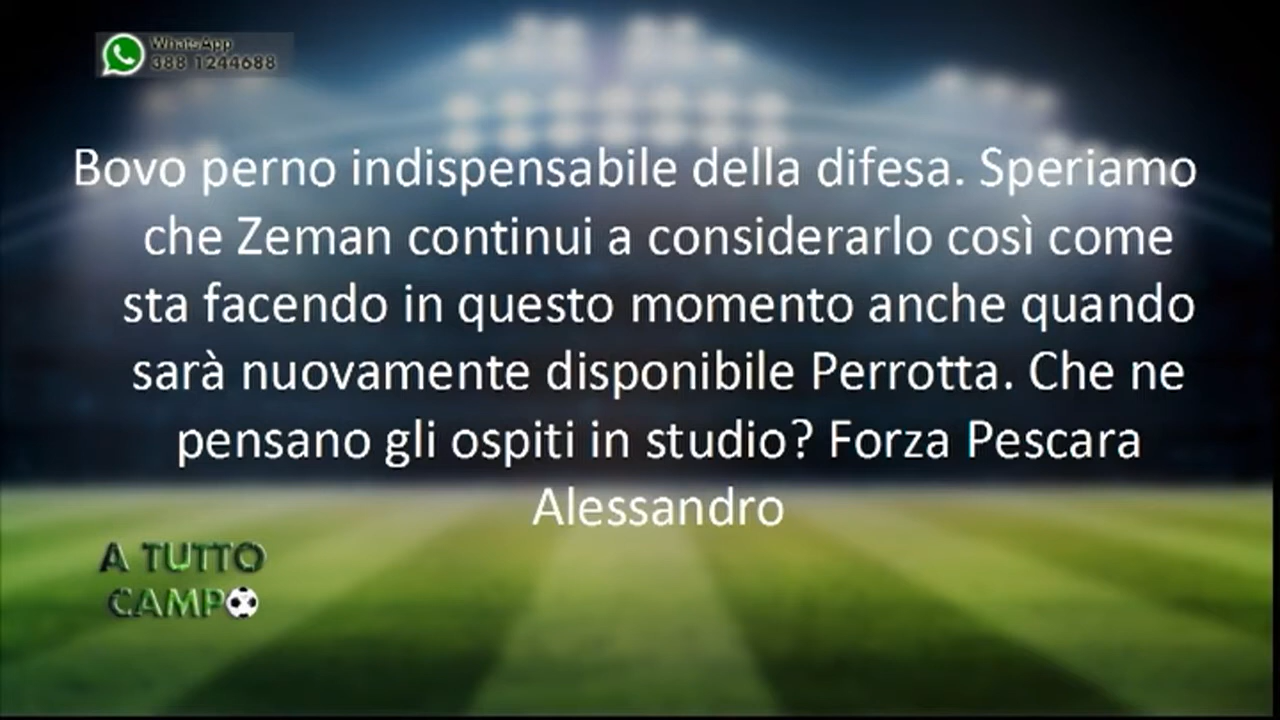 WhatsApp
388 1244688
Bovo perno indispensabile della difesa. Speriamo
che Zeman continui a considerarlo così come
sta facendo in questo momento anche quando
sarà nuovamente disponibile Perrotta. Che ne
pensano gli ospiti in studio? Forza Pescara
Alessandro
A TUTTO
CAMPO